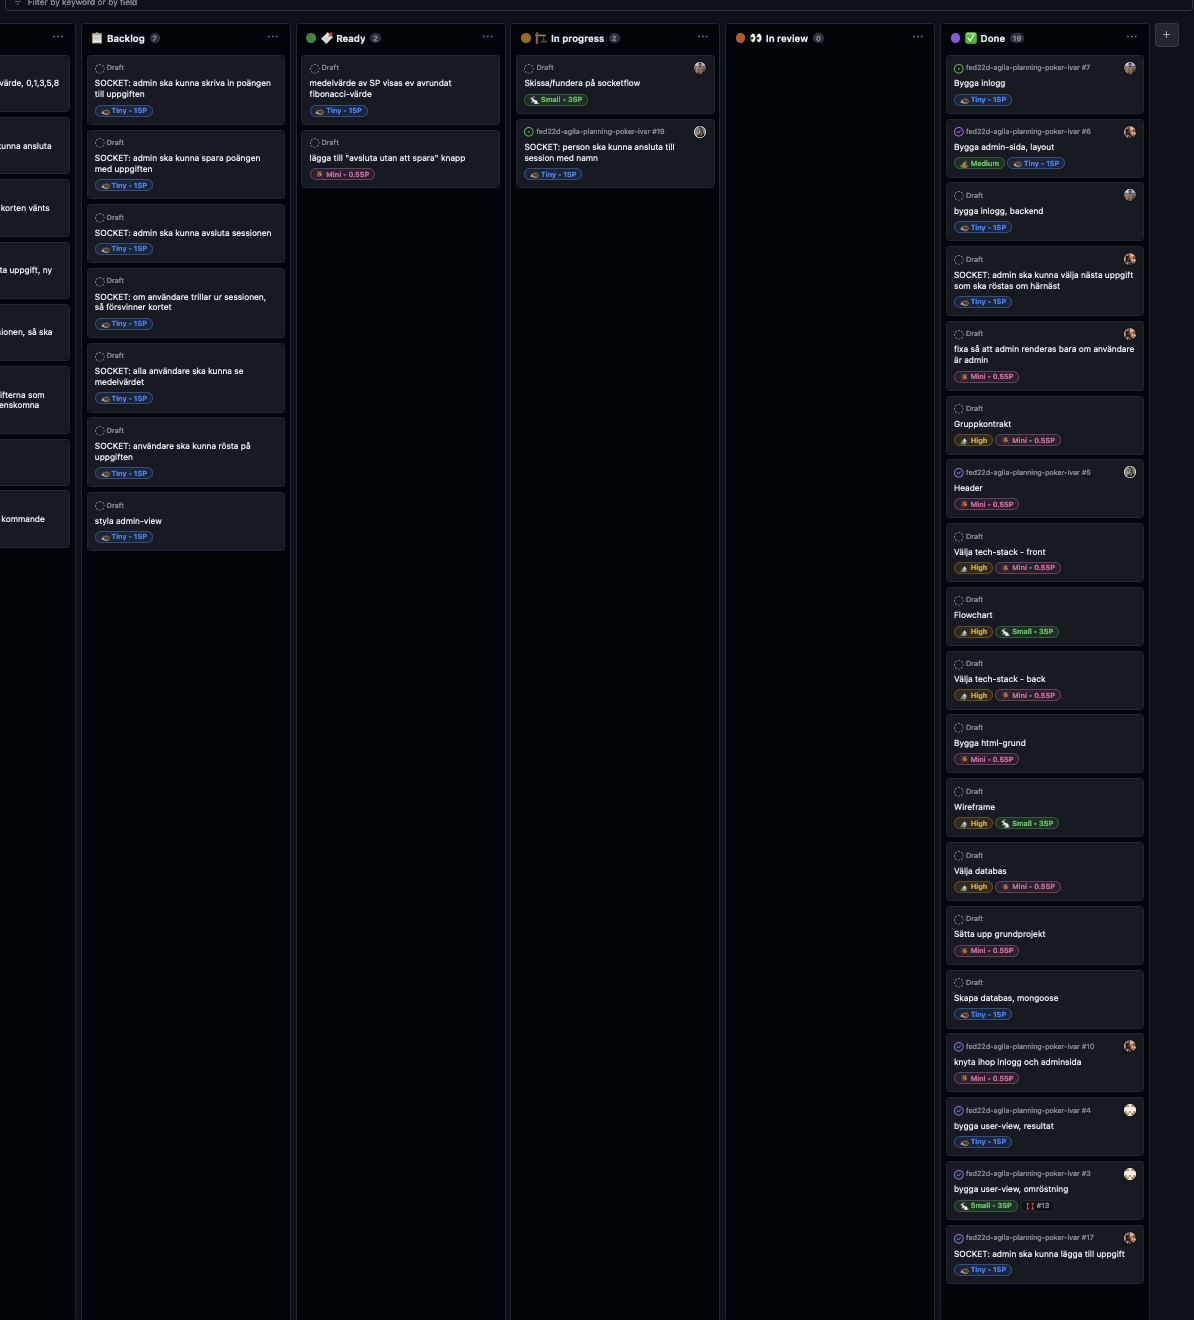 Filter by keyword or by field
värde, 0,1,3,5,8
kunna ansluta
korten vänts
ta uppgift, ny
sionen, så ska
ifterna som
enskomna
kommande
Backlog 7
Draft
SOCKET: admin ska kunna skriva in poängen
till uppgiften
Tiny - 1SP
Draft
SOCKET: admin ska kunna spara poängen
med uppgiften
Tiny - 1SP
Draft
SOCKET: admin ska kunna avsluta sessionen
Tiny - 1SP
Draft
SOCKET: om användare trillar ur sessionen,
så försvinner kortet
Tiny - 1SP
Draft
SOCKET: alla användare ska kunna se
medelvärdet
Tiny - 1SP
Draft
SOCKET: användare ska kunna rösta på
uppgiften
Tiny - 1SP
Draft
styla admin-view
Tiny - 1SP
Ready 2
Draft
medelvärde av SP visas ev avrundat
fibonacci-värde
Tiny - 1SP
Draft
lägga till "avsluta utan att spara" knapp
Mini - 0.5SP
In progress 2
Draft
Skissa/fundera på socketflow
Small - 3SP
fed22d-agila-planning-poker-ivar #19
SOCKET: person ska kunna ansluta till
session med namn
Tiny - 1SP
In review 0
Done 19
fed22d-agila-planning-poker-ivar #7
Bygga inlogg
Tiny - 1SP
fed22d-agila-planning-poker-ivar #6
Bygga admin-sida, layout
Medium Tiny - 1SP
Draft
bygga inlogg, backend
Tiny - 1SP
Draft
SOCKET: admin ska kunna välja nästa uppgift
som ska röstas om härnäst
Tiny - 1SP
Draft
fixa så att admin renderas bara om användare
är admin
Mini - 0.5SP
Draft
Gruppkontrakt
High Mini - 0.5SP
fed22d-agila-planning-poker-ivar #5
Header
Mini - 0.5SP
Draft
Välja tech-stack - front
High Mini - 0.5SP
Draft
Flowchart
High Small - 3SP
Draft
Välja tech-stack - back
High Mini - 0.5SP
Draft
Bygga html-grund
Mini - 0.5SP
Draft
Wireframe
High Small - 3SP
Draft
Välja databas
High Mini - 0.5SP
Draft
Sätta upp grundprojekt
Mini - 0.5SP
Draft
Skapa databas, mongoose
Tiny - 1SP
fed22d-agila-planning-poker-ivar #10
knyta ihop inlogg och adminsida
Mini - 0.5SP
fed22d-agila-planning-poker-ivar #4
bygga user-view, resultat
Tiny - 1SP
fed22d-agila-planning-poker-ivar #3
bygga user-view, omröstning
Small - 3SP #13
fed22d-agila-planning-poker-ivar #17
SOCKET: admin ska kunna lägga till uppgift
Tiny - 1SP